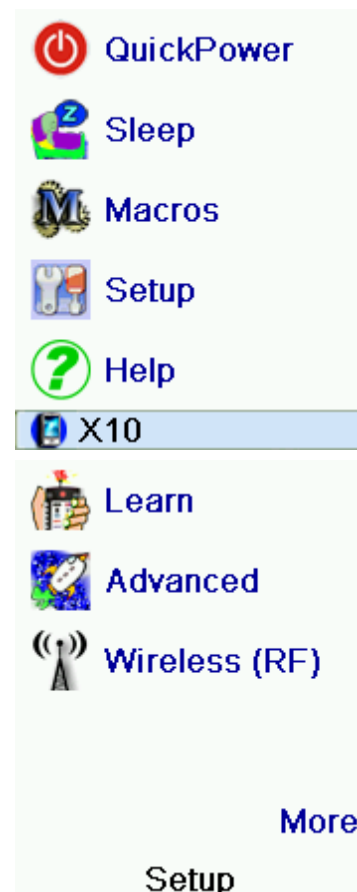 QuickPower
Sleep
Macros
Setup
Help
X10
Learn
Advanced
Wireless (RF)
More
Setup